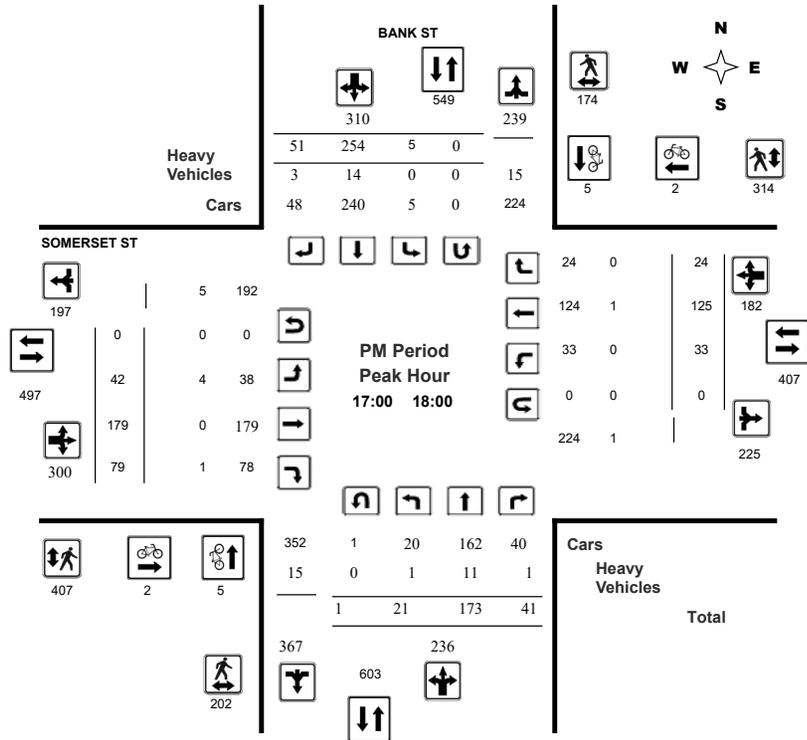 BANK ST
N
W E
S
549
174
310
239
51 254 5 0
Heavy
Vehicles
3 14 0 0 15
Cars
48 240 5 0 224
5 2 314
SOMERSET ST
24 0 24
197
5 192
182
124 1 125
0 0 0
PM Period
33 0 33
497
42 4 38
Peak Hour
407
17:00 18:00
0 0 0
179 0 179
224 1
225
300
79 1 78
352 1 20 162 40
Cars
15 0 1 11 1
Heavy
Vehicles
407 2 5
1 21 173 41
Total
367 236
603
202